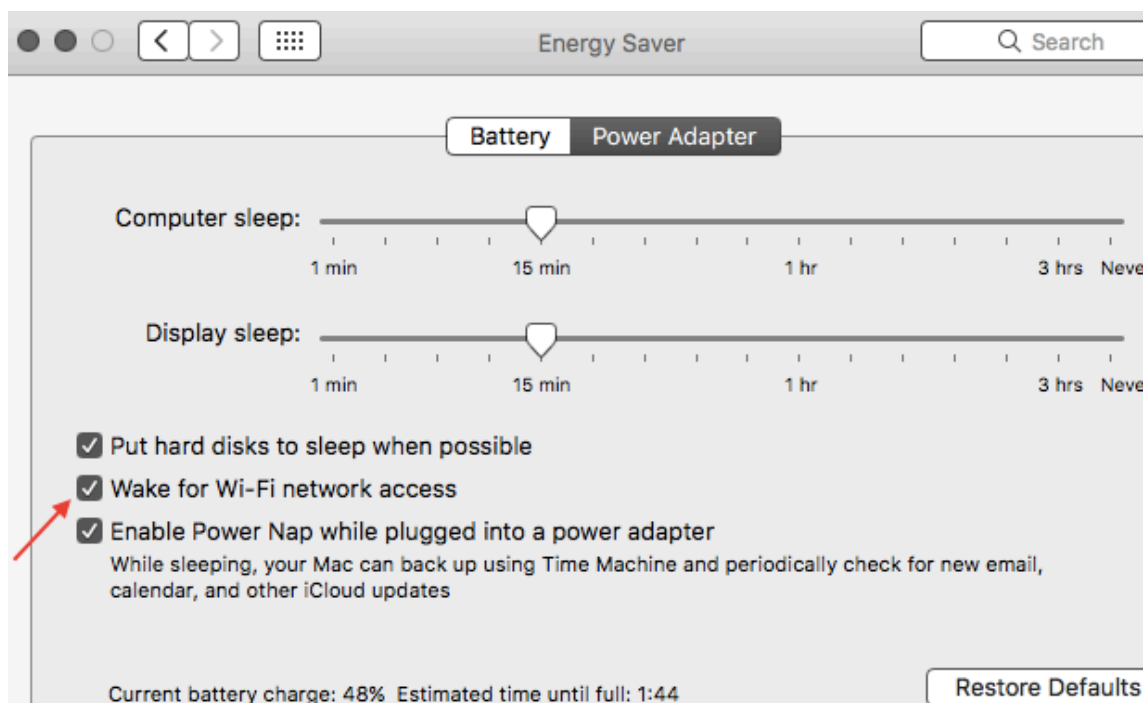 Energy Saver
Search
Battery Power Adapter
Computer sleep:
1 min 15 min 1 hr 3 hrs Neve
Display sleep:
1 min 15 min 1 hr 3 hrs Neve
Put hard disks to sleep when possible
Wake for Wi-Fi network access
Enable Power Nap while plugged into a power adapter
While sleeping, your Mac can back up using Time Machine and periodically check for new email,
calendar, and other iCloud updates
Current battery charge: 48% Estimated time until full: 1:44
Restore Defaults